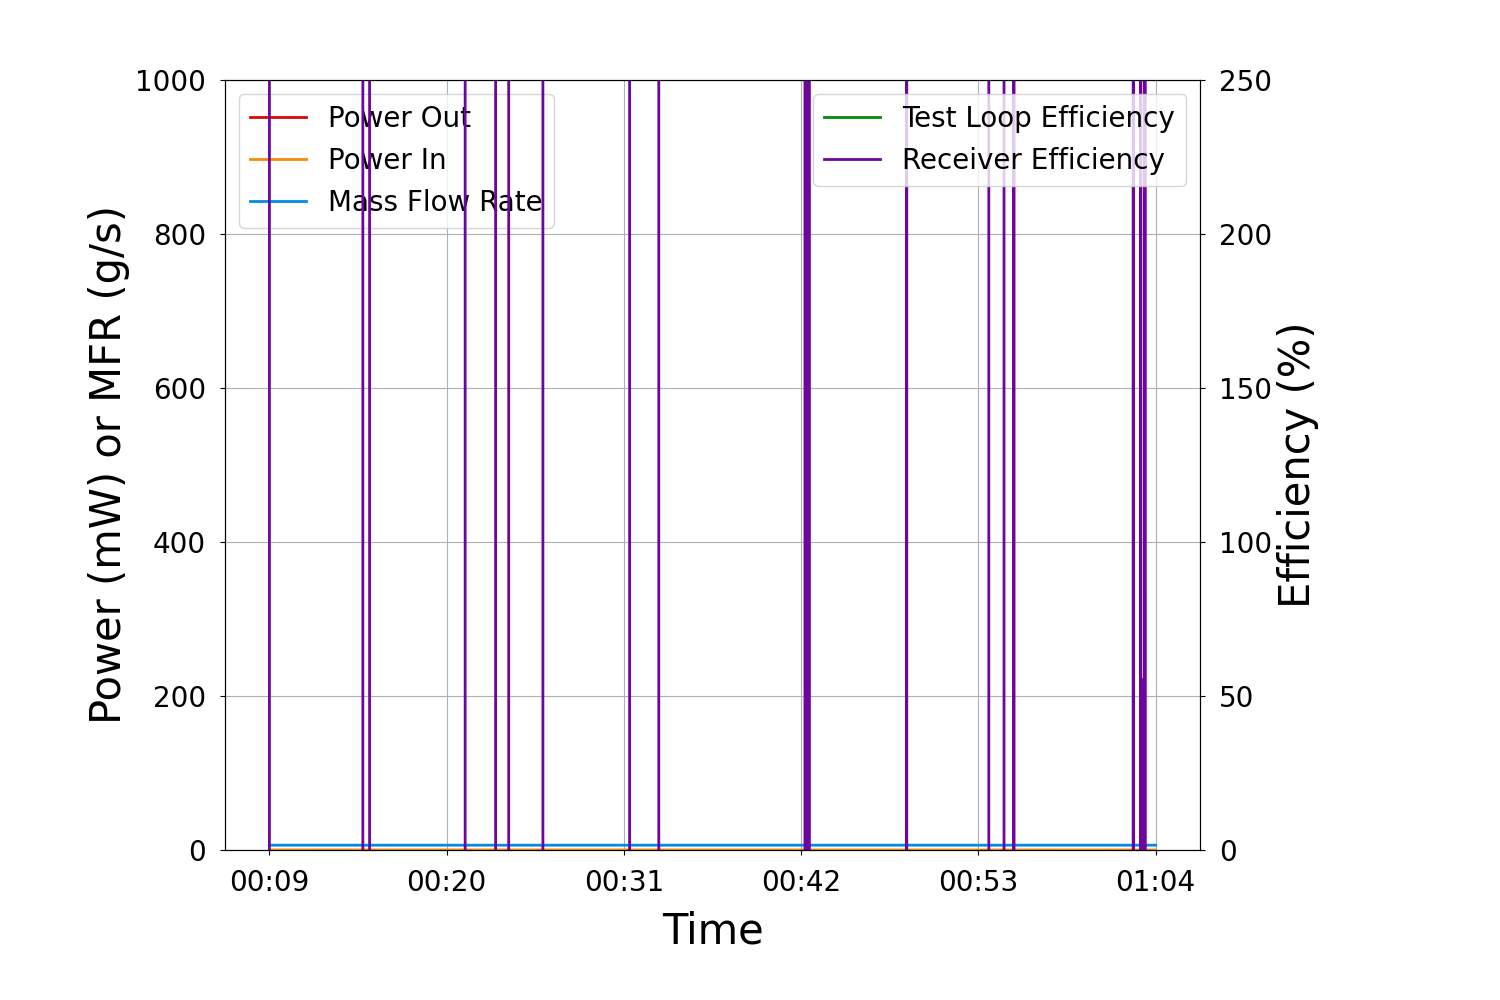 1000
800
600
400
200
0
Power (mW) or MFR (g/s)
Power Out
Power In
Mass Flow Rate
Test Loop Efficiency
Receiver Efficiency
250
200
150
100
50
0
Efficiency (%)
00:09 00:20 00:31 00:42 00:53 01:04
Time